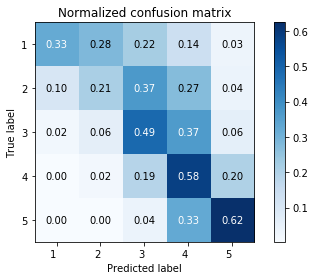 Normalized confusion matrix
1 0.33 0.28 0.22 0.14 0.03
2 0.10 0.21 0.37 0.27 0.04
3 0.02 0.06 0.49 0.37 0.06
4 0.00 0.02 0.19 0.58 0.20
5 0.00 0.00 0.04 0.33 0.62
1 2 3 4 5
True label
Predicted label
0.6
0.5
0.4
0.3
0.2
0.1